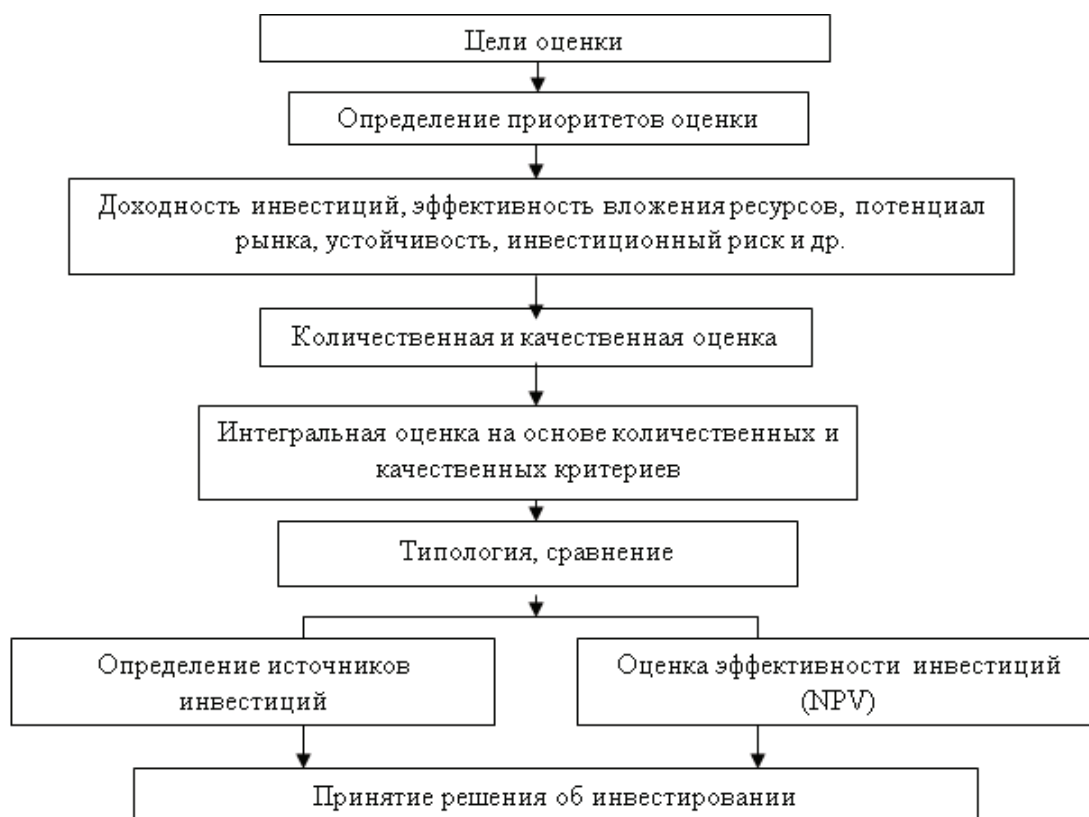 Цели оценки
Определение приоритетов оценки
Доходность инвестиций, эффективность вложения ресурсов, потенциал
рынка, устойчивость, инвестиционный риск и др.
Количественная и качественная оценка
Интегральная оценка на основе количественных и
качественных критериев
Типология, сравнение
Определение источников
инвестиций
Оценка эффективности инвестиций
(NPV)
Принятие решения об инвестировании